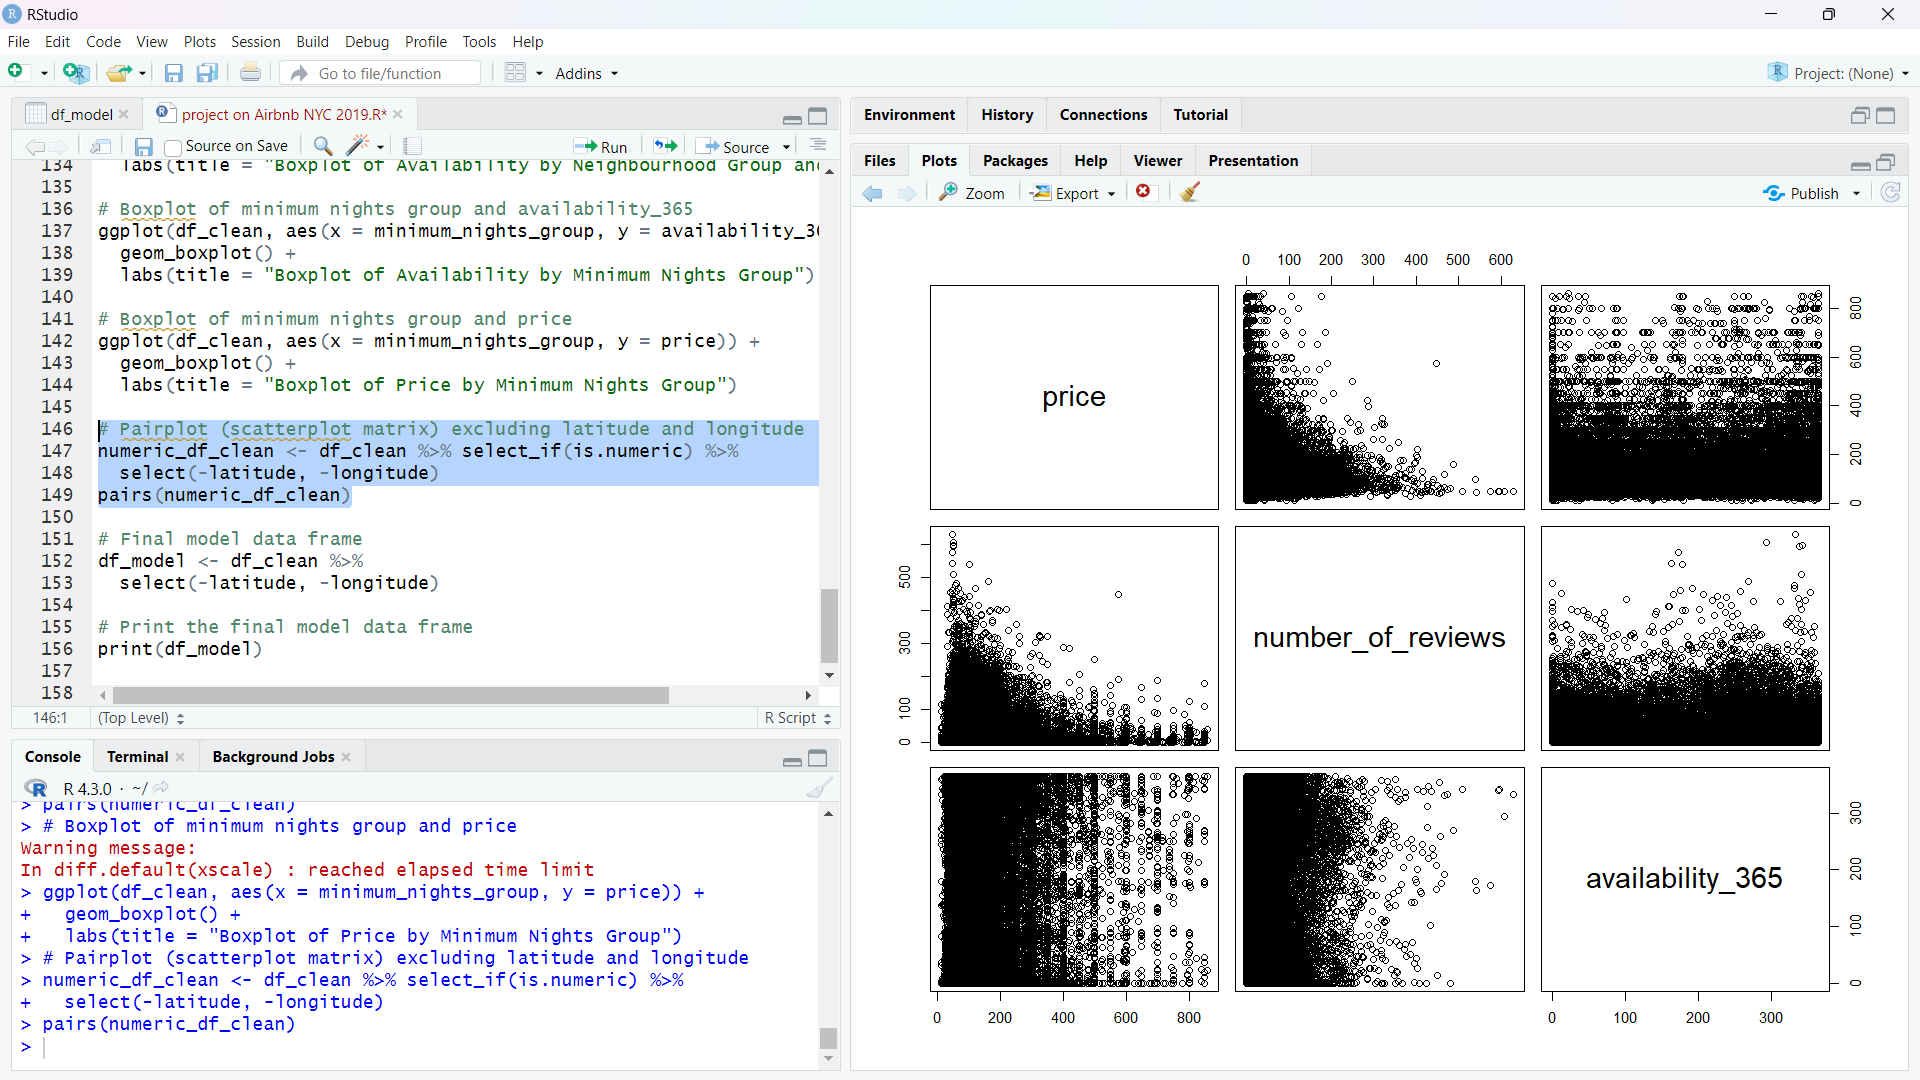 RStudio
File Edit Code View Plots Session Build Debug Profile Tools Help
Go to file/function Addins Project: (None)
df_model project on Airbnb NYC 2019.R*
Source on Save Run Source
134 labs(title = "Boxplot of Availability by Neighbourhood Group an
135
136 # Boxplot of minimum nights group and availability_365
137 ggplot(df_clean, aes(x = minimum_nights_group, y = availability_3
138 geom_boxplot() +
139 labs(title = "Boxplot of Availability by Minimum Nights Group")
140
141 # Boxplot of minimum nights group and price
142 ggplot(df_clean, aes(x = minimum_nights_group, y = price)) +
143 geom_boxplot() +
144 labs(title = "Boxplot of Price by Minimum Nights Group")
145
146 # Pairplot (scatterplot matrix) excluding latitude and longitude
147 numeric_df_clean <- df_clean %>% select_if(is.numeric) %>%
148 select(-latitude, -longitude)
149 pairs(numeric_df_clean)
150
151 # Final model data frame
152 df_model <- df_clean %>%
153 select(-latitude, -longitude)
154
155 # Print the final model data frame
156 print(df_model)
157
158
146:1 (Top Level) R Script
Console Terminal Background Jobs
R 4.3.0 · ~/
> pairs(numeric_df_clean)
> # Boxplot of minimum nights group and price
Warning message:
In diff.default(xscale) : reached elapsed time limit
> ggplot(df_clean, aes(x = minimum_nights_group, y = price)) +
+ geom_boxplot() +
+ labs(title = "Boxplot of Price by Minimum Nights Group")
> # Pairplot (scatterplot matrix) excluding latitude and longitude
> numeric_df_clean <- df_clean %>% select_if(is.numeric) %>%
+ select(-latitude, -longitude)
> pairs(numeric_df_clean)
>
Environment History Connections Tutorial
Files Plots Packages Help Viewer Presentation
Zoom Export Publish
0 100 200 300 400 500 600
price
0 200 400 600 800
number_of_reviews
0 100 300 500
availability_365
0 100 200 300
0 200 400 600 800
0 100 200 300